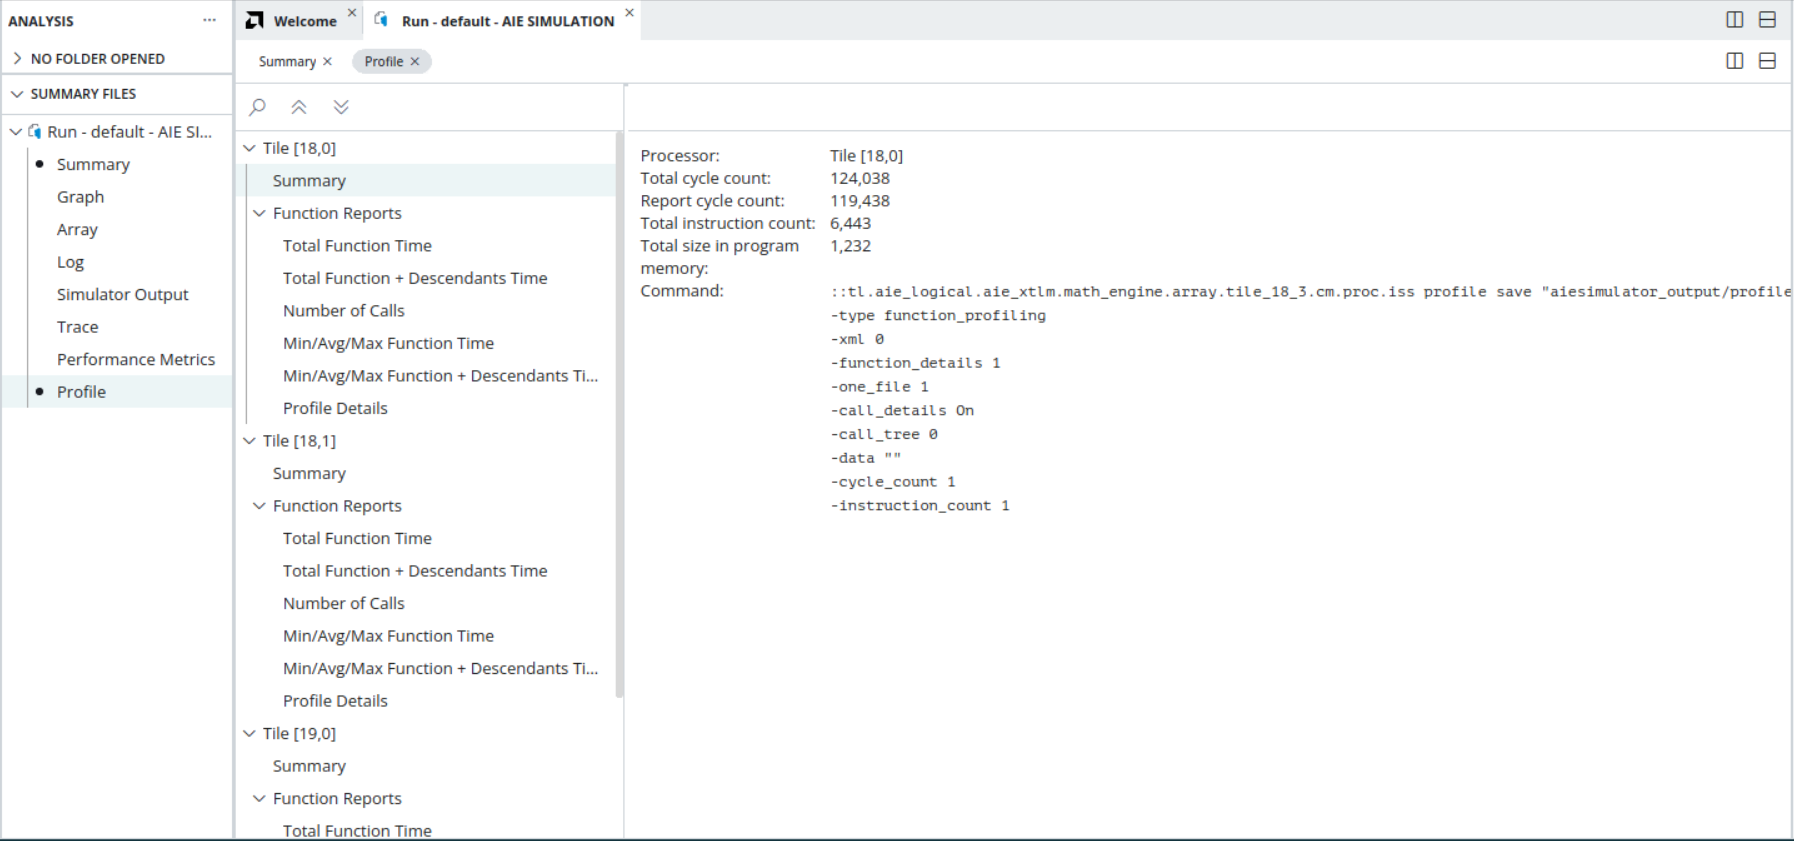 ANALYSIS
NO FOLDER OPENED
SUMMARY FILES
Run - default - AIE SI...
Summary
Graph
Array
Log
Simulator Output
Trace
Performance Metrics
Profile
Welcome
Run - default - AIE SIMULATION
Summary
Profile
Tile [18,0]
Summary
Function Reports
Total Function Time
Total Function + Descendants Time
Number of Calls
Min/Avg/Max Function Time
Min/Avg/Max Function + Descendants Ti...
Profile Details
Tile [18,1]
Summary
Function Reports
Total Function Time
Total Function + Descendants Time
Number of Calls
Min/Avg/Max Function Time
Min/Avg/Max Function + Descendants Ti...
Profile Details
Tile [19,0]
Summary
Function Reports
Total Function Time
Processor: Tile [18,0]
Total cycle count: 124,038
Report cycle count: 119,438
Total instruction count: 6,443
Total size in program 1,232
memory:
Command: ::tl.aie_logical.aie_xtlm.math_engine.array.tile_18_3.cm.proc.iss profile save "aiesimulator_output/profile
-type function_profiling
-xml 0
-function_details 1
-one_file 1
-call_details On
-call_tree 0
-data ""
-cycle_count 1
-instruction_count 1